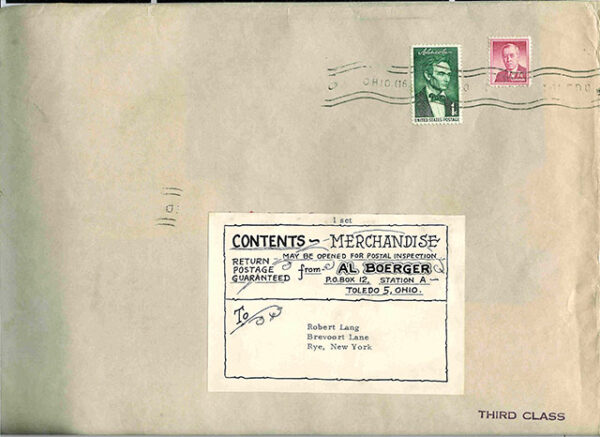 Lincoln
1¢
UNITED STATES POSTAGE
OHIO
1 set
CONTENTS~ MERCHANDISE
MAY BE OPENED FOR POSTAL INSPECTION
RETURN
POSTAGE
GUARANTEED
from- AL BOERGER
P.O. BOX 12, STATION A~
TOLEDO 5, OHIO.
To
Robert Lang
Brevoort Lane
Rye, New York
THIRD CLASS